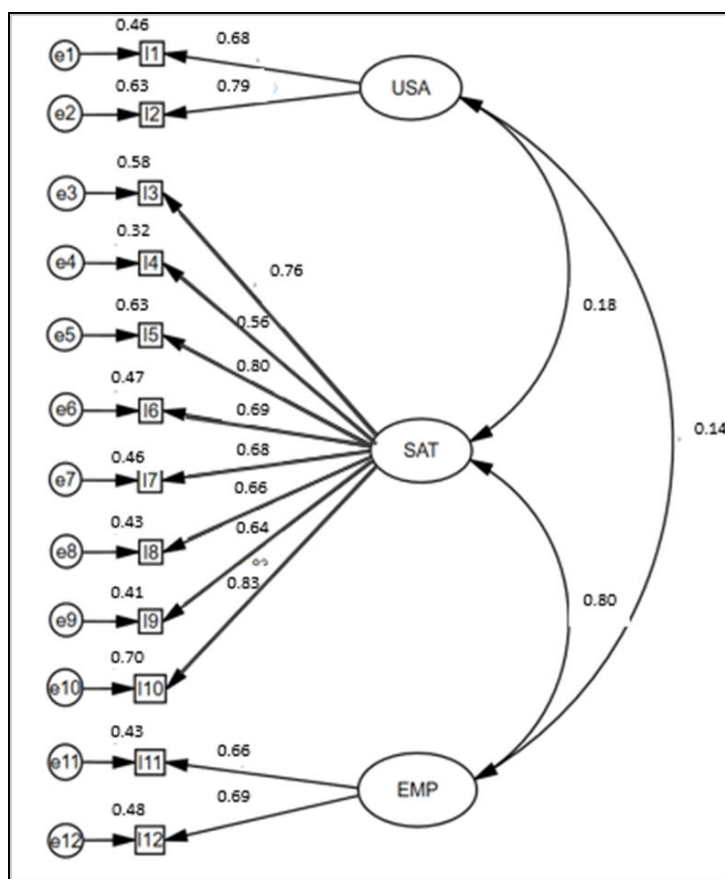 0.46
e1 I1 0.68
USA
0.63
e2 I2 0.79
0.58
e3 I3
0.32
e4 I4 0.76
0.18
0.63 0.56
e5 I5 0.80
0.47
e6 I6 0.69
0.14
0.46 0.68
e7 I7
SAT
0.66
0.43
e8 I8 0.64
0.41 0.83
e9 I9
0.80
0.70
e10 I10
0.43
e11 I11 0.66
EMP
0.48 0.69
e12 I12